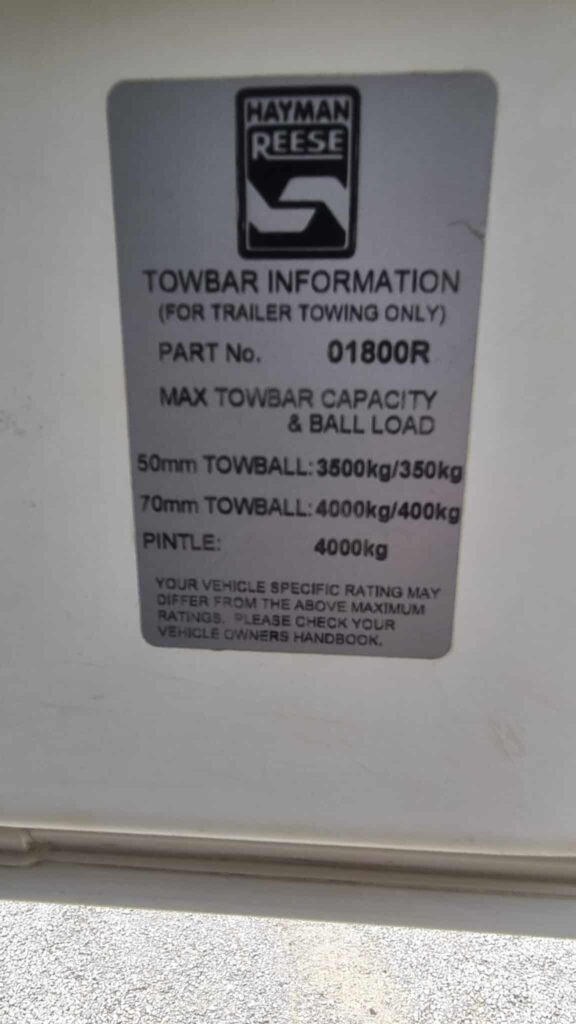 HAYMAN
REESE
TOWBAR INFORMATION
(FOR TRAILER TOWING ONLY)
PART No. 01800R
MAX TOWBAR CAPACITY
& BALL LOAD
50mm TOWBALL: 3500kg/350kg
70mm TOWBALL: 4000kg/400kg
PINTLE: 4000kg
YOUR VEHICLE SPECIFIC RATING MAY
DIFFER FROM THE ABOVE MAXIMUM
RATINGS. PLEASE CHECK YOUR
VEHICLE OWNERS HANDBOOK.